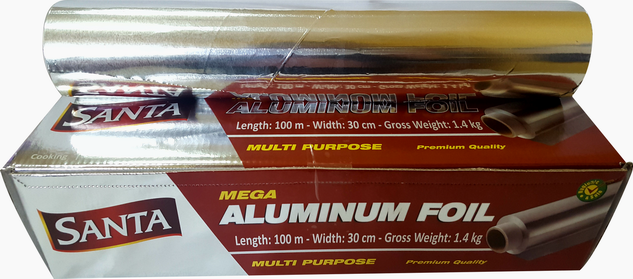 SANTA
ALUMINUM FOIL
Length: 100 m - Width: 30 cm - Gross Weight: 1.4 kg
Cooking
MULTI PURPOSE
Premium Quality
MEGA
SANTA
ALUMINUM FOIL
Length: 100 m - Width: 30 cm - Gross Weight: 1.4 kg
MULTI PURPOSE
Premium Quality